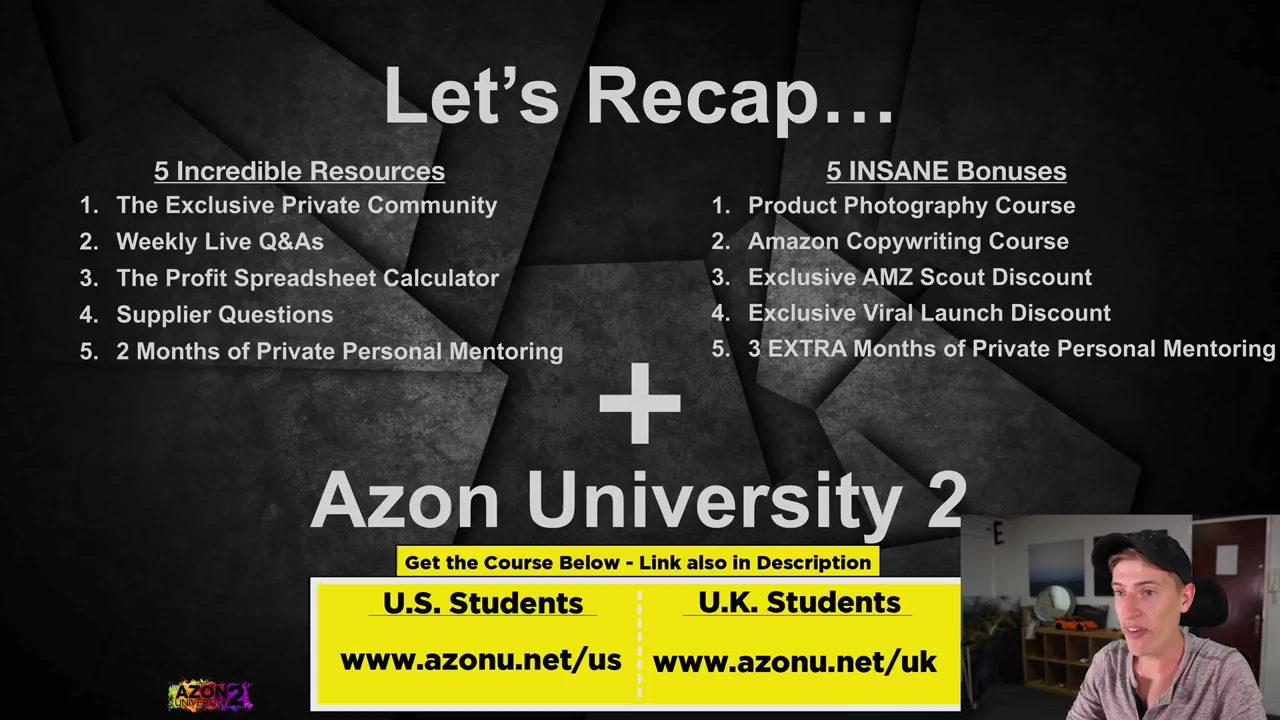 Let's Recap…
5 Incredible Resources
1. The Exclusive Private Community
2. Weekly Live Q&As
3. The Profit Spreadsheet Calculator
4. Supplier Questions
5. 2 Months of Private Personal Mentoring
5 INSANE Bonuses
1. Product Photography Course
2. Amazon Copywriting Course
3. Exclusive AMZ Scout Discount
4. Exclusive Viral Launch Discount
5. 3 EXTRA Months of Private Personal Mentoring
+
Azon University 2
Get the Course Below - Link also in Description
U.S. Students
www.azonu.net/us
U.K. Students
www.azonu.net/uk
AZON 2
UNIVERSITY
E